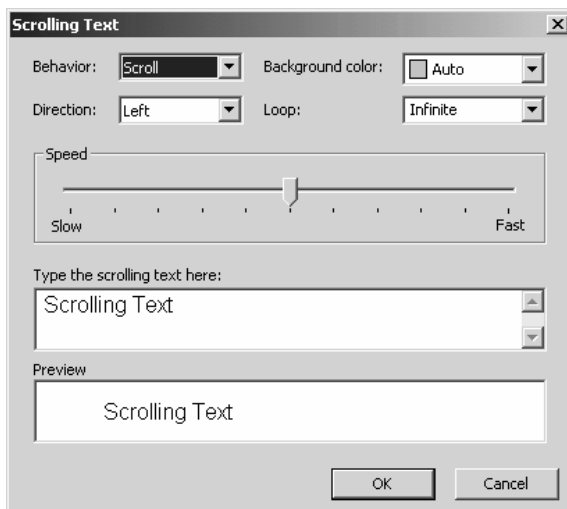 Scrolling Text
Behavior: Scroll Background color: Auto
Direction: Left Loop: Infinite
Speed
Slow Fast
Type the scrolling text here:
Scrolling Text
Preview
Scrolling Text
OK Cancel